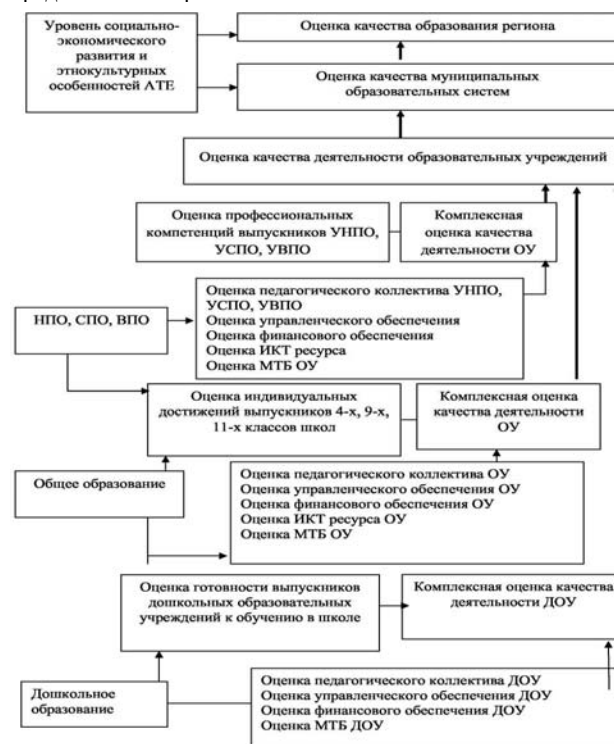 Уровень социально-
экономического
развития и
этнокультурных
особенностей АТЕ
Оценка качества образования региона
Оценка качества муниципальных
образовательных систем
Оценка качества деятельности образовательных учреждений
Оценка профессиональных
компетенций выпускников УНПО,
УСПО, УВПО
Комплексная
оценка качества
деятельности ОУ
НПО, СПО, ВПО
Оценка педагогического коллектива УНПО,
УСПО, УВПО
Оценка управленческого обеспечения
Оценка финансового обеспечения
Оценка ИКТ ресурса
Оценка МТБ ОУ
Оценка индивидуальных
достижений выпускников 4-х, 9-х,
11-х классов школ
Комплексная оценка
качества деятельности
ОУ
Общее образование
Оценка педагогического коллектива ОУ
Оценка управленческого обеспечения ОУ
Оценка финансового обеспечения ОУ
Оценка ИКТ ресурса ОУ
Оценка МТБ ОУ
Оценка готовности выпускников
дошкольных образовательных
учреждений к обучению в школе
Комплексная оценка качества
деятельности ДОУ
Дошкольное
образование
Оценка педагогического коллектива ДОУ
Оценка управленческого обеспечения ДОУ
Оценка финансового обеспечения ДОУ
Оценка МТБ ДОУ